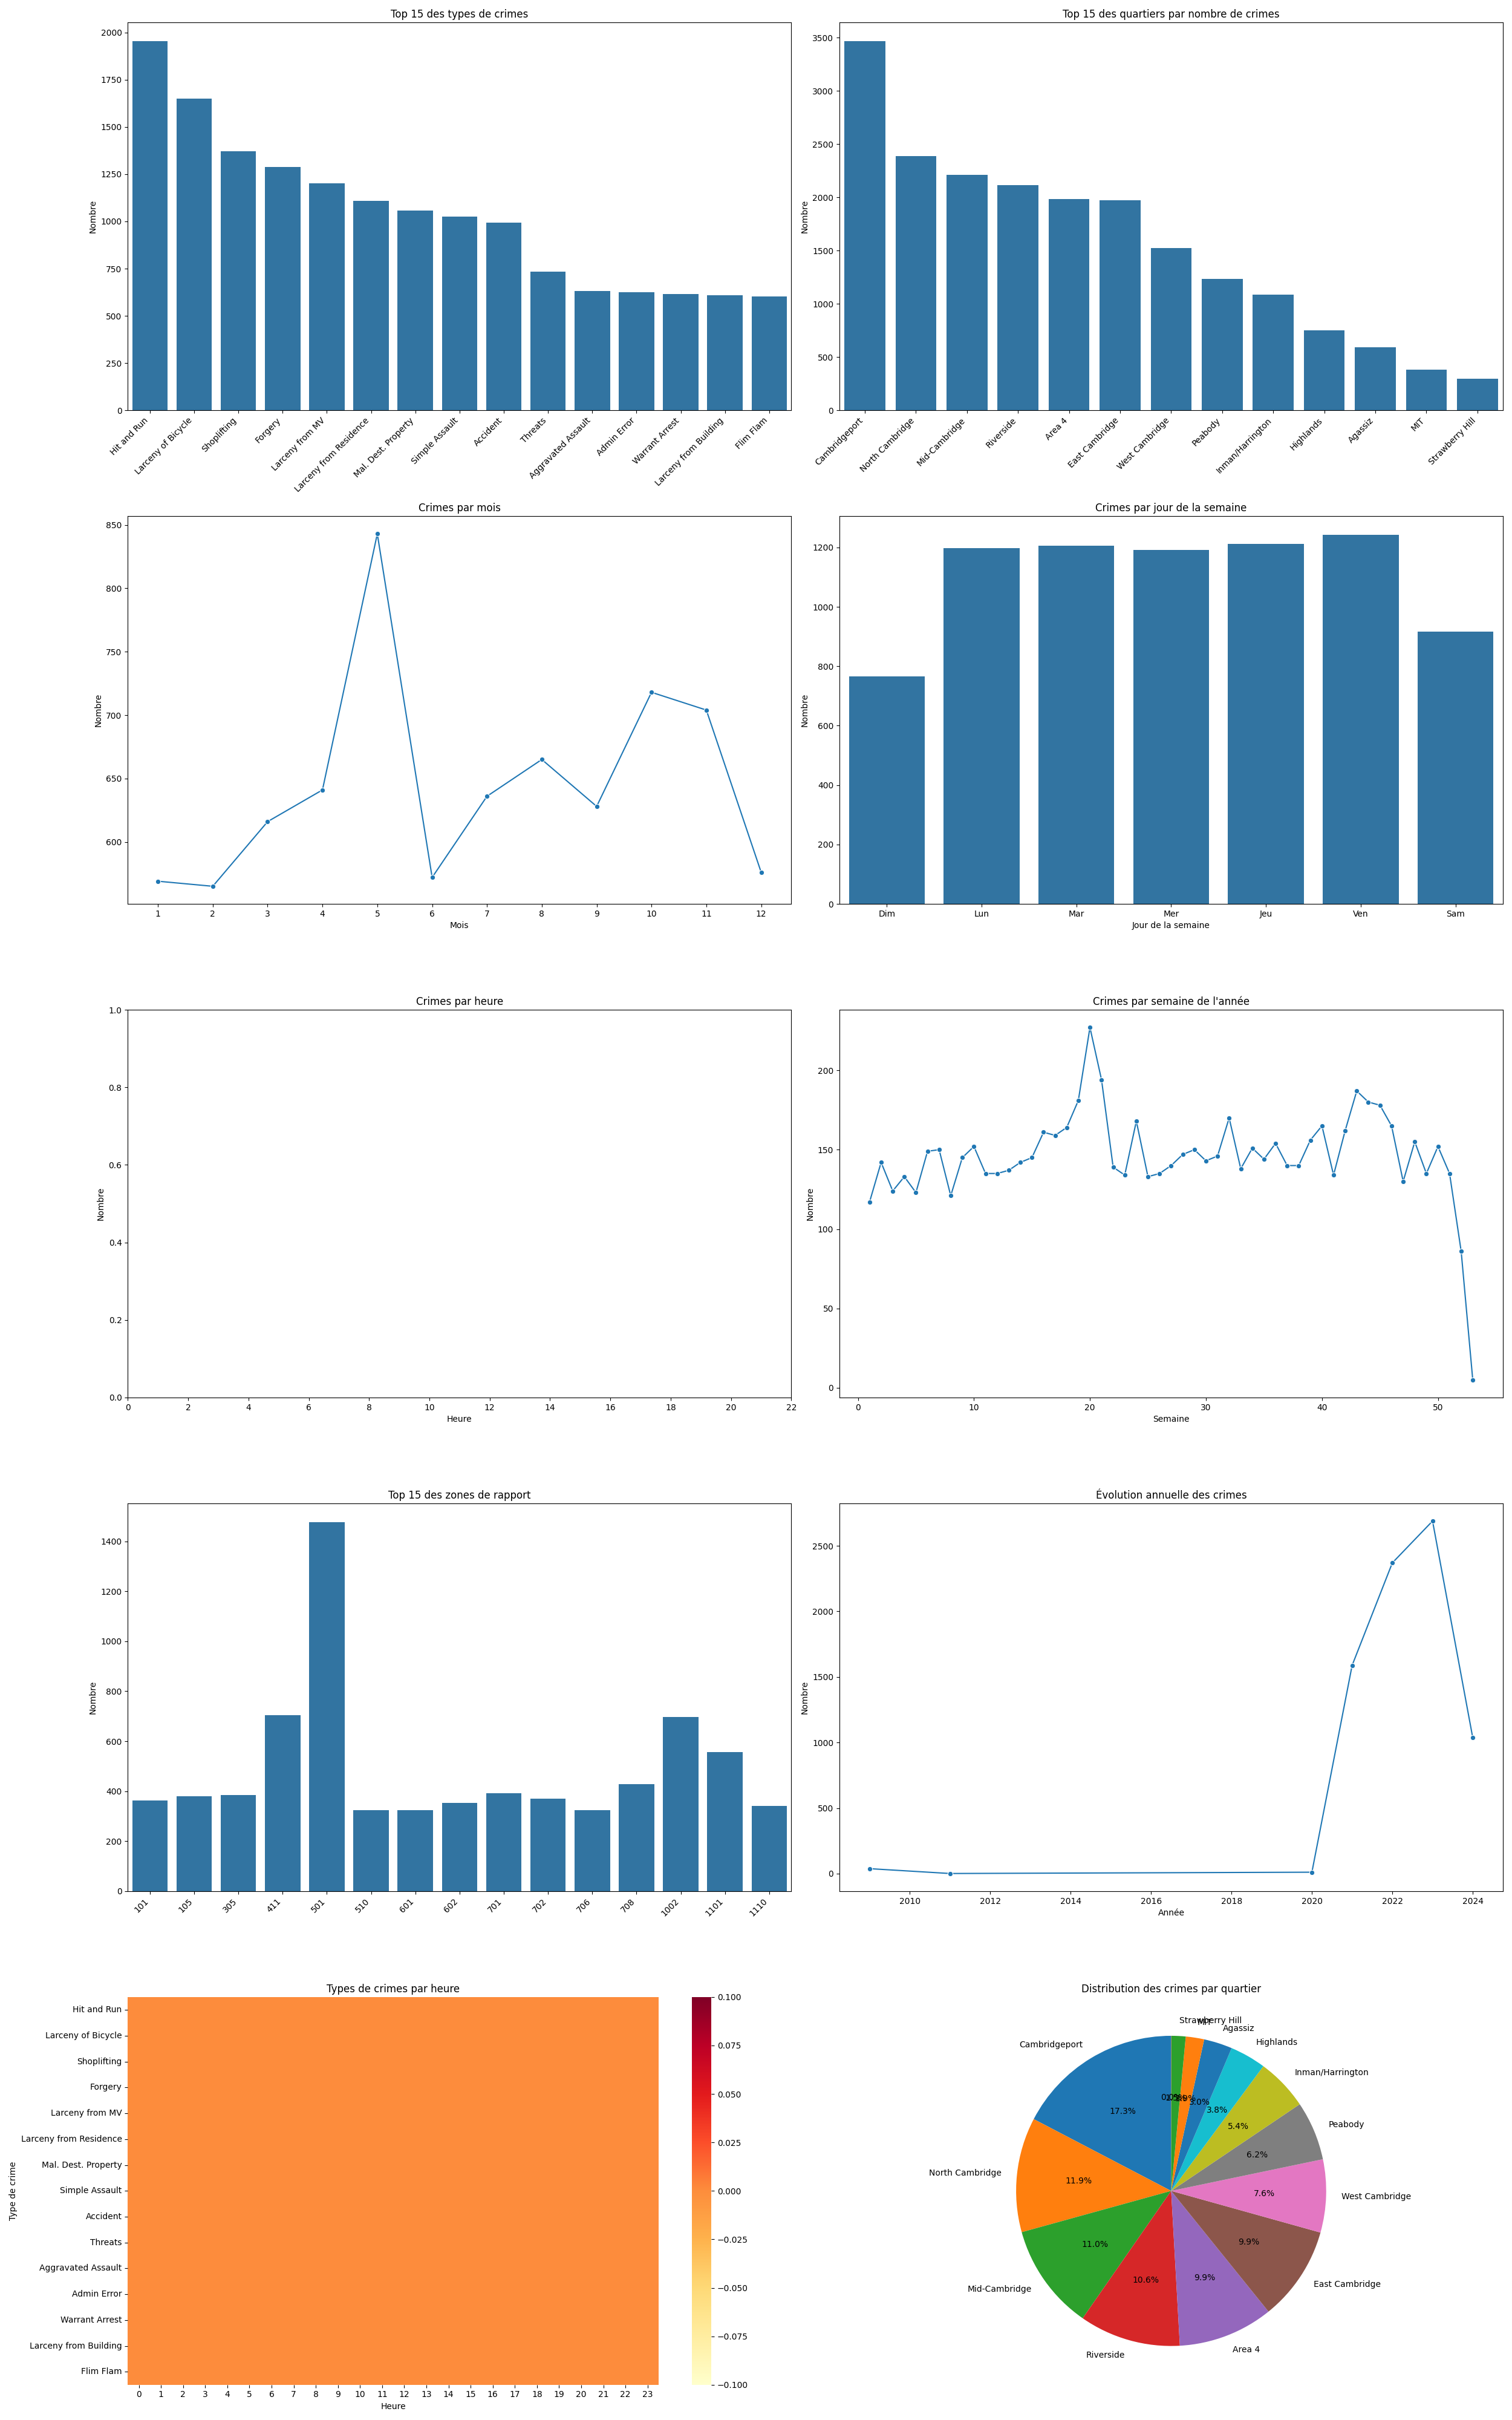 Top 15 des types de crimes
Nombre
2000
1750
1500
1250
1000
750
500
250
0
Hit and Run
Larceny of Bicycle
Shoplifting
Forgery
Larceny from MV
Larceny from Residence
Mal. Dest. Property
Simple Assault
Accident
Threats
Aggravated Assault
Admin Error
Warrant Arrest
Larceny from Building
Flim Flam
Top 15 des quartiers par nombre de crimes
Nombre
3500
3000
2500
2000
1500
1000
500
0
Cambridgeport
North Cambridge
Mid-Cambridge
Riverside
Area 4
East Cambridge
West Cambridge
Peabody
Inman/Harrington
Highlands
Agassiz
MIT
Strawberry Hill
Crimes par mois
Nombre
850
800
750
700
650
600
1 2 3 4 5 6 7 8 9 10 11 12
Mois
Crimes par jour de la semaine
Nombre
1200
1000
800
600
400
200
0
Dim Lun Mar Mer Jeu Ven Sam
Jour de la semaine
Crimes par heure
Nombre
1.0
0.8
0.6
0.4
0.2
0.0
0 2 4 6 8 10 12 14 16 18 20 22
Heure
Crimes par semaine de l'année
Nombre
200
150
100
50
0
0 10 20 30 40 50
Semaine
Top 15 des zones de rapport
Nombre
1400
1200
1000
800
600
400
200
0
101
105
305
411
501
510
601
602
701
702
706
708
1002
1101
1110
Évolution annuelle des crimes
Nombre
2500
2000
1500
1000
500
0
2010 2012 2014 2016 2018 2020 2022 2024
Année
Types de crimes par heure
Type de crime
Hit and Run
Larceny of Bicycle
Shoplifting
Forgery
Larceny from MV
Larceny from Residence
Mal. Dest. Property
Simple Assault
Accident
Threats
Aggravated Assault
Admin Error
Warrant Arrest
Larceny from Building
Flim Flam
0 1 2 3 4 5 6 7 8 9 10 11 12 13 14 15 16 17 18 19 20 21 22 23
Heure
0.100
0.075
0.050
0.025
0.000
−0.025
−0.050
−0.075
−0.100
Distribution des crimes par quartier
Strawberry Hill
Agassiz
Highlands
Inman/Harrington
Peabody
West Cambridge
East Cambridge
Area 4
Riverside
Mid-Cambridge
North Cambridge
Cambridgeport
17.3%
11.9%
11.0%
10.6%
9.9%
9.9%
7.6%
6.2%
5.4%
3.8%
3.0%